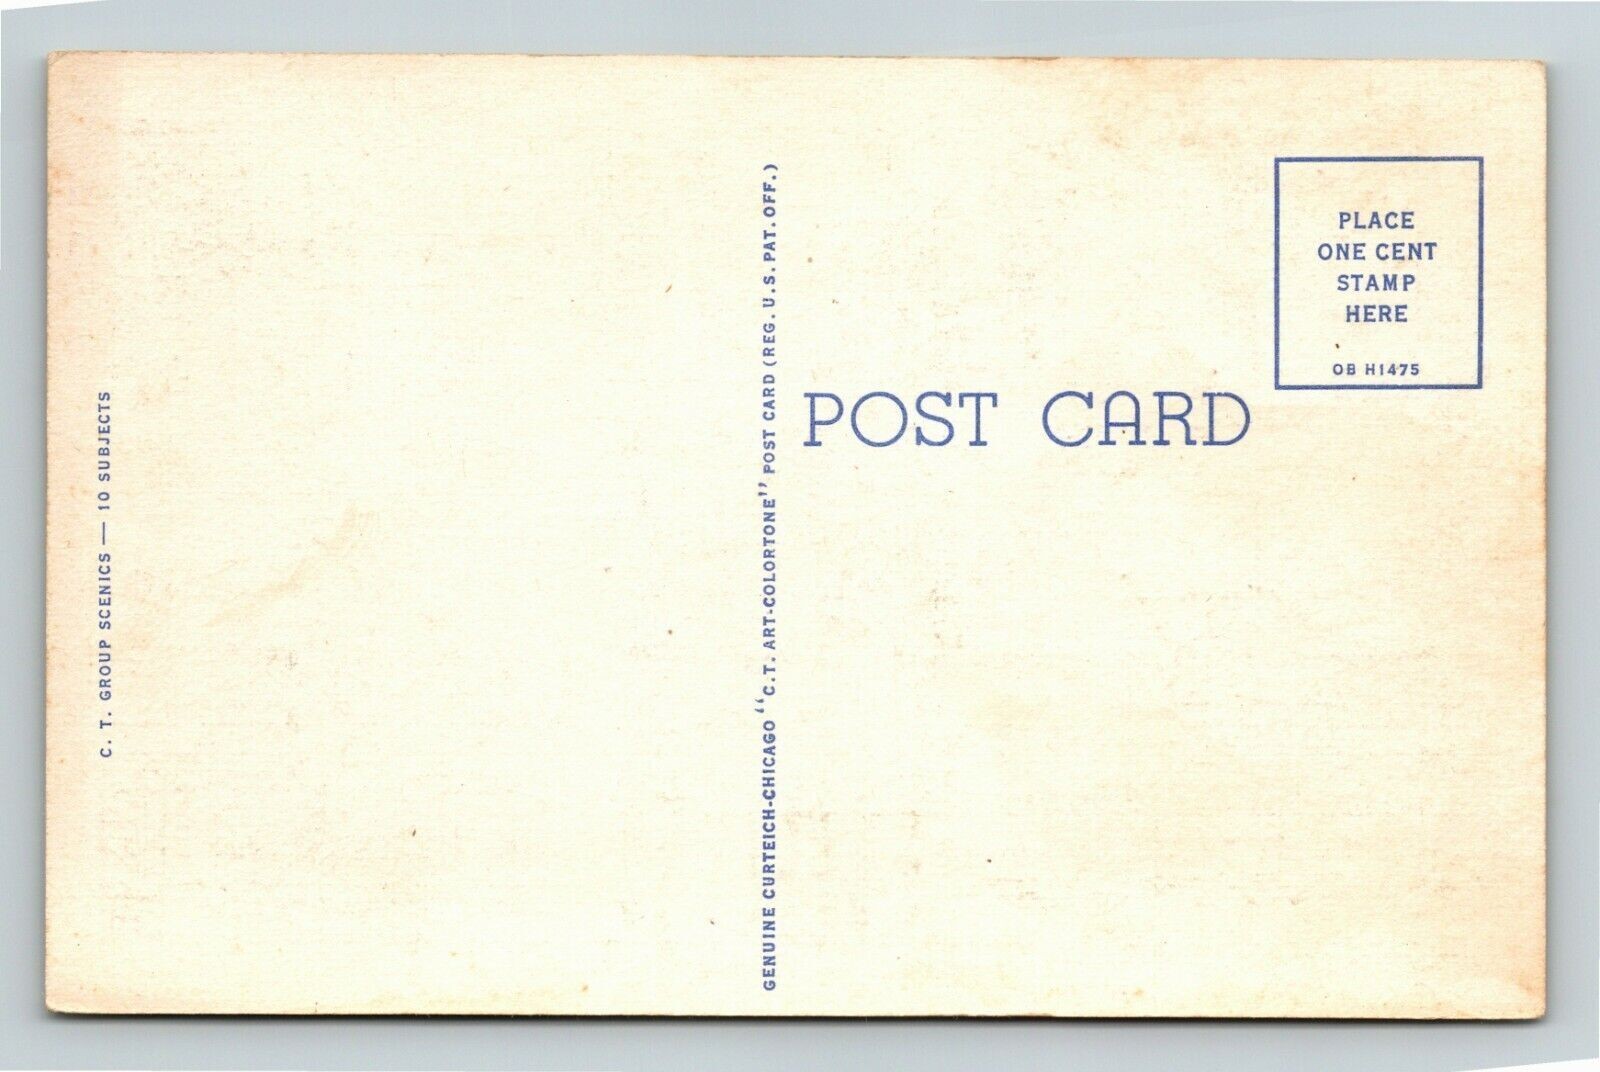 C. T. GROUP SCENICS — 10 SUBJECTS
GENUINE CURTEICH-CHICAGO "C.T. ART-COLORTONE" POST CARD (REG. U.S. PAT. OFF.)
POST CARD
PLACE
ONE CENT
STAMP
HERE
OB H1475